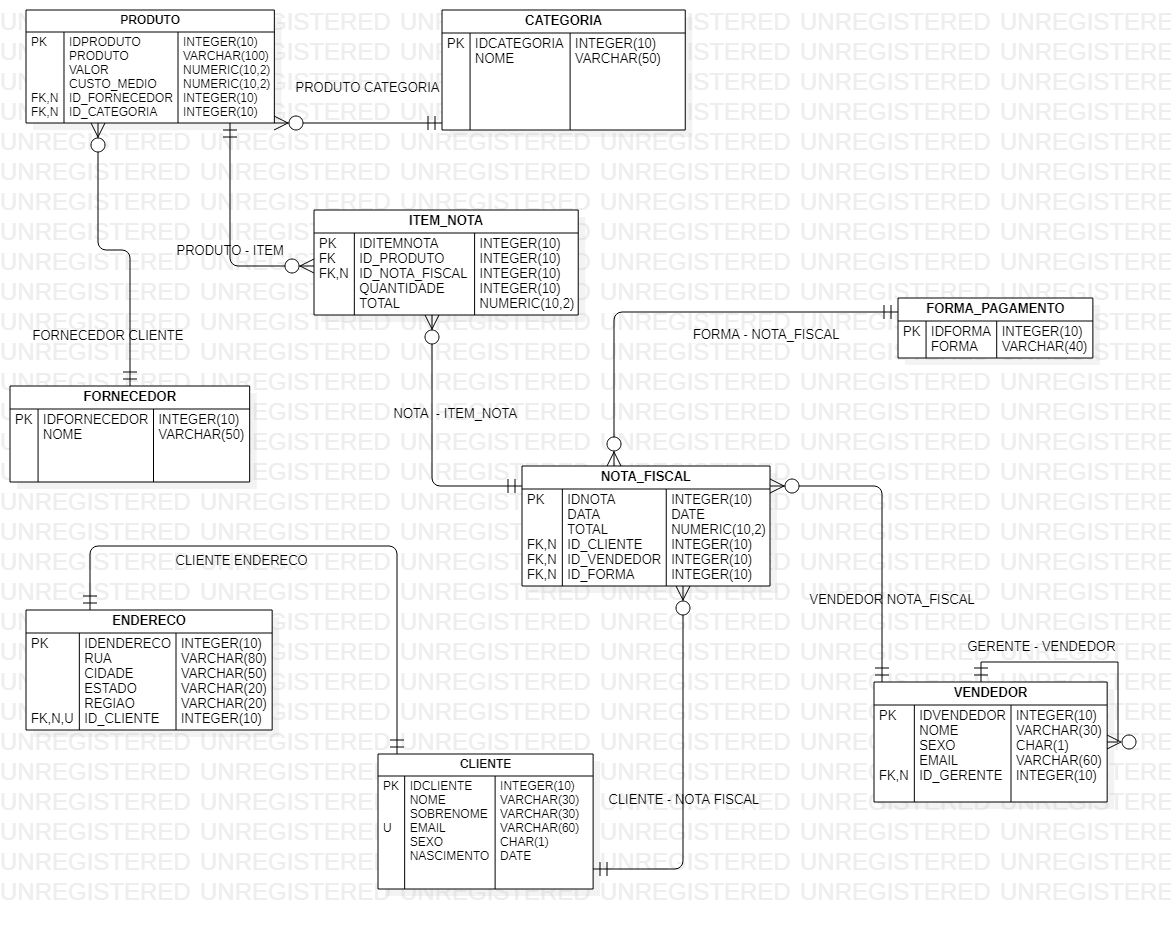 PRODUTO
PK IDPRODUTO INTEGER(10)
PRODUTO VARCHAR(100)
VALOR NUMERIC(10,2)
CUSTO_MEDIO NUMERIC(10,2)
FK,N ID_FORNECEDOR INTEGER(10)
FK,N ID_CATEGORIA INTEGER(10)
CATEGORIA
PK IDCATEGORIA INTEGER(10)
NOME VARCHAR(50)
PRODUTO CATEGORIA
ITEM_NOTA
PK IDITEMNOTA INTEGER(10)
FK ID_PRODUTO INTEGER(10)
FK,N ID_NOTA_FISCAL INTEGER(10)
QUANTIDADE INTEGER(10)
TOTAL NUMERIC(10,2)
PRODUTO - ITEM
FORNECEDOR CLIENTE
FORMA_PAGAMENTO
PK IDFORMA INTEGER(10)
FORMA VARCHAR(40)
FORMA - NOTA_FISCAL
FORNECEDOR
PK IDFORNECEDOR INTEGER(10)
NOME VARCHAR(50)
NOTA - ITEM_NOTA
NOTA_FISCAL
PK IDNOTA INTEGER(10)
DATA DATE
TOTAL NUMERIC(10,2)
FK,N ID_CLIENTE INTEGER(10)
FK,N ID_VENDEDOR INTEGER(10)
FK,N ID_FORMA INTEGER(10)
CLIENTE ENDERECO
ENDERECO
PK IDENDERECO INTEGER(10)
RUA VARCHAR(80)
CIDADE VARCHAR(50)
ESTADO VARCHAR(20)
REGIAO VARCHAR(20)
FK,N,U ID_CLIENTE INTEGER(10)
VENDEDOR NOTA_FISCAL
GERENTE - VENDEDOR
VENDEDOR
PK IDVENDEDOR INTEGER(10)
NOME VARCHAR(30)
SEXO CHAR(1)
EMAIL VARCHAR(60)
FK,N ID_GERENTE INTEGER(10)
CLIENTE
PK IDCLIENTE INTEGER(10)
NOME VARCHAR(30)
SOBRENOME VARCHAR(30)
U EMAIL VARCHAR(60)
SEXO CHAR(1)
NASCIMENTO DATE
CLIENTE - NOTA FISCAL
UNREGISTERED